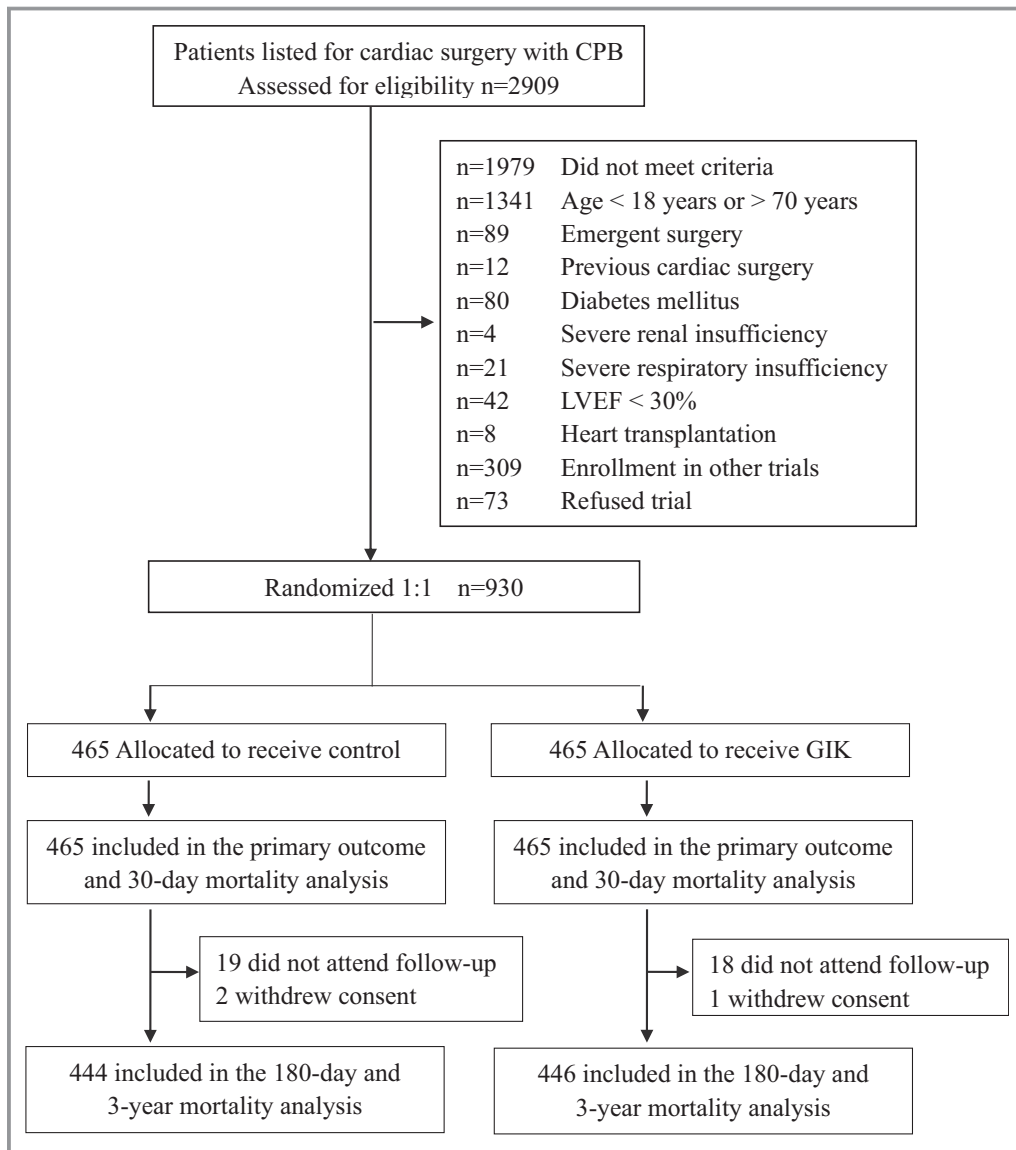 Patients listed for cardiac surgery with CPB
Assessed for eligibility n=2909
n=1979 Did not meet criteria
n=1341 Age < 18 years or > 70 years
n=89 Emergent surgery
n=12 Previous cardiac surgery
n=80 Diabetes mellitus
n=4 Severe renal insufficiency
n=21 Severe respiratory insufficiency
n=42 LVEF < 30%
n=8 Heart transplantation
n=309 Enrollment in other trials
n=73 Refused trial
Randomized 1:1 n=930
465 Allocated to receive control
465 Allocated to receive GIK
465 included in the primary outcome
and 30-day mortality analysis
465 included in the primary outcome
and 30-day mortality analysis
19 did not attend follow-up
2 withdrew consent
18 did not attend follow-up
1 withdrew consent
444 included in the 180-day and
3-year mortality analysis
446 included in the 180-day and
3-year mortality analysis